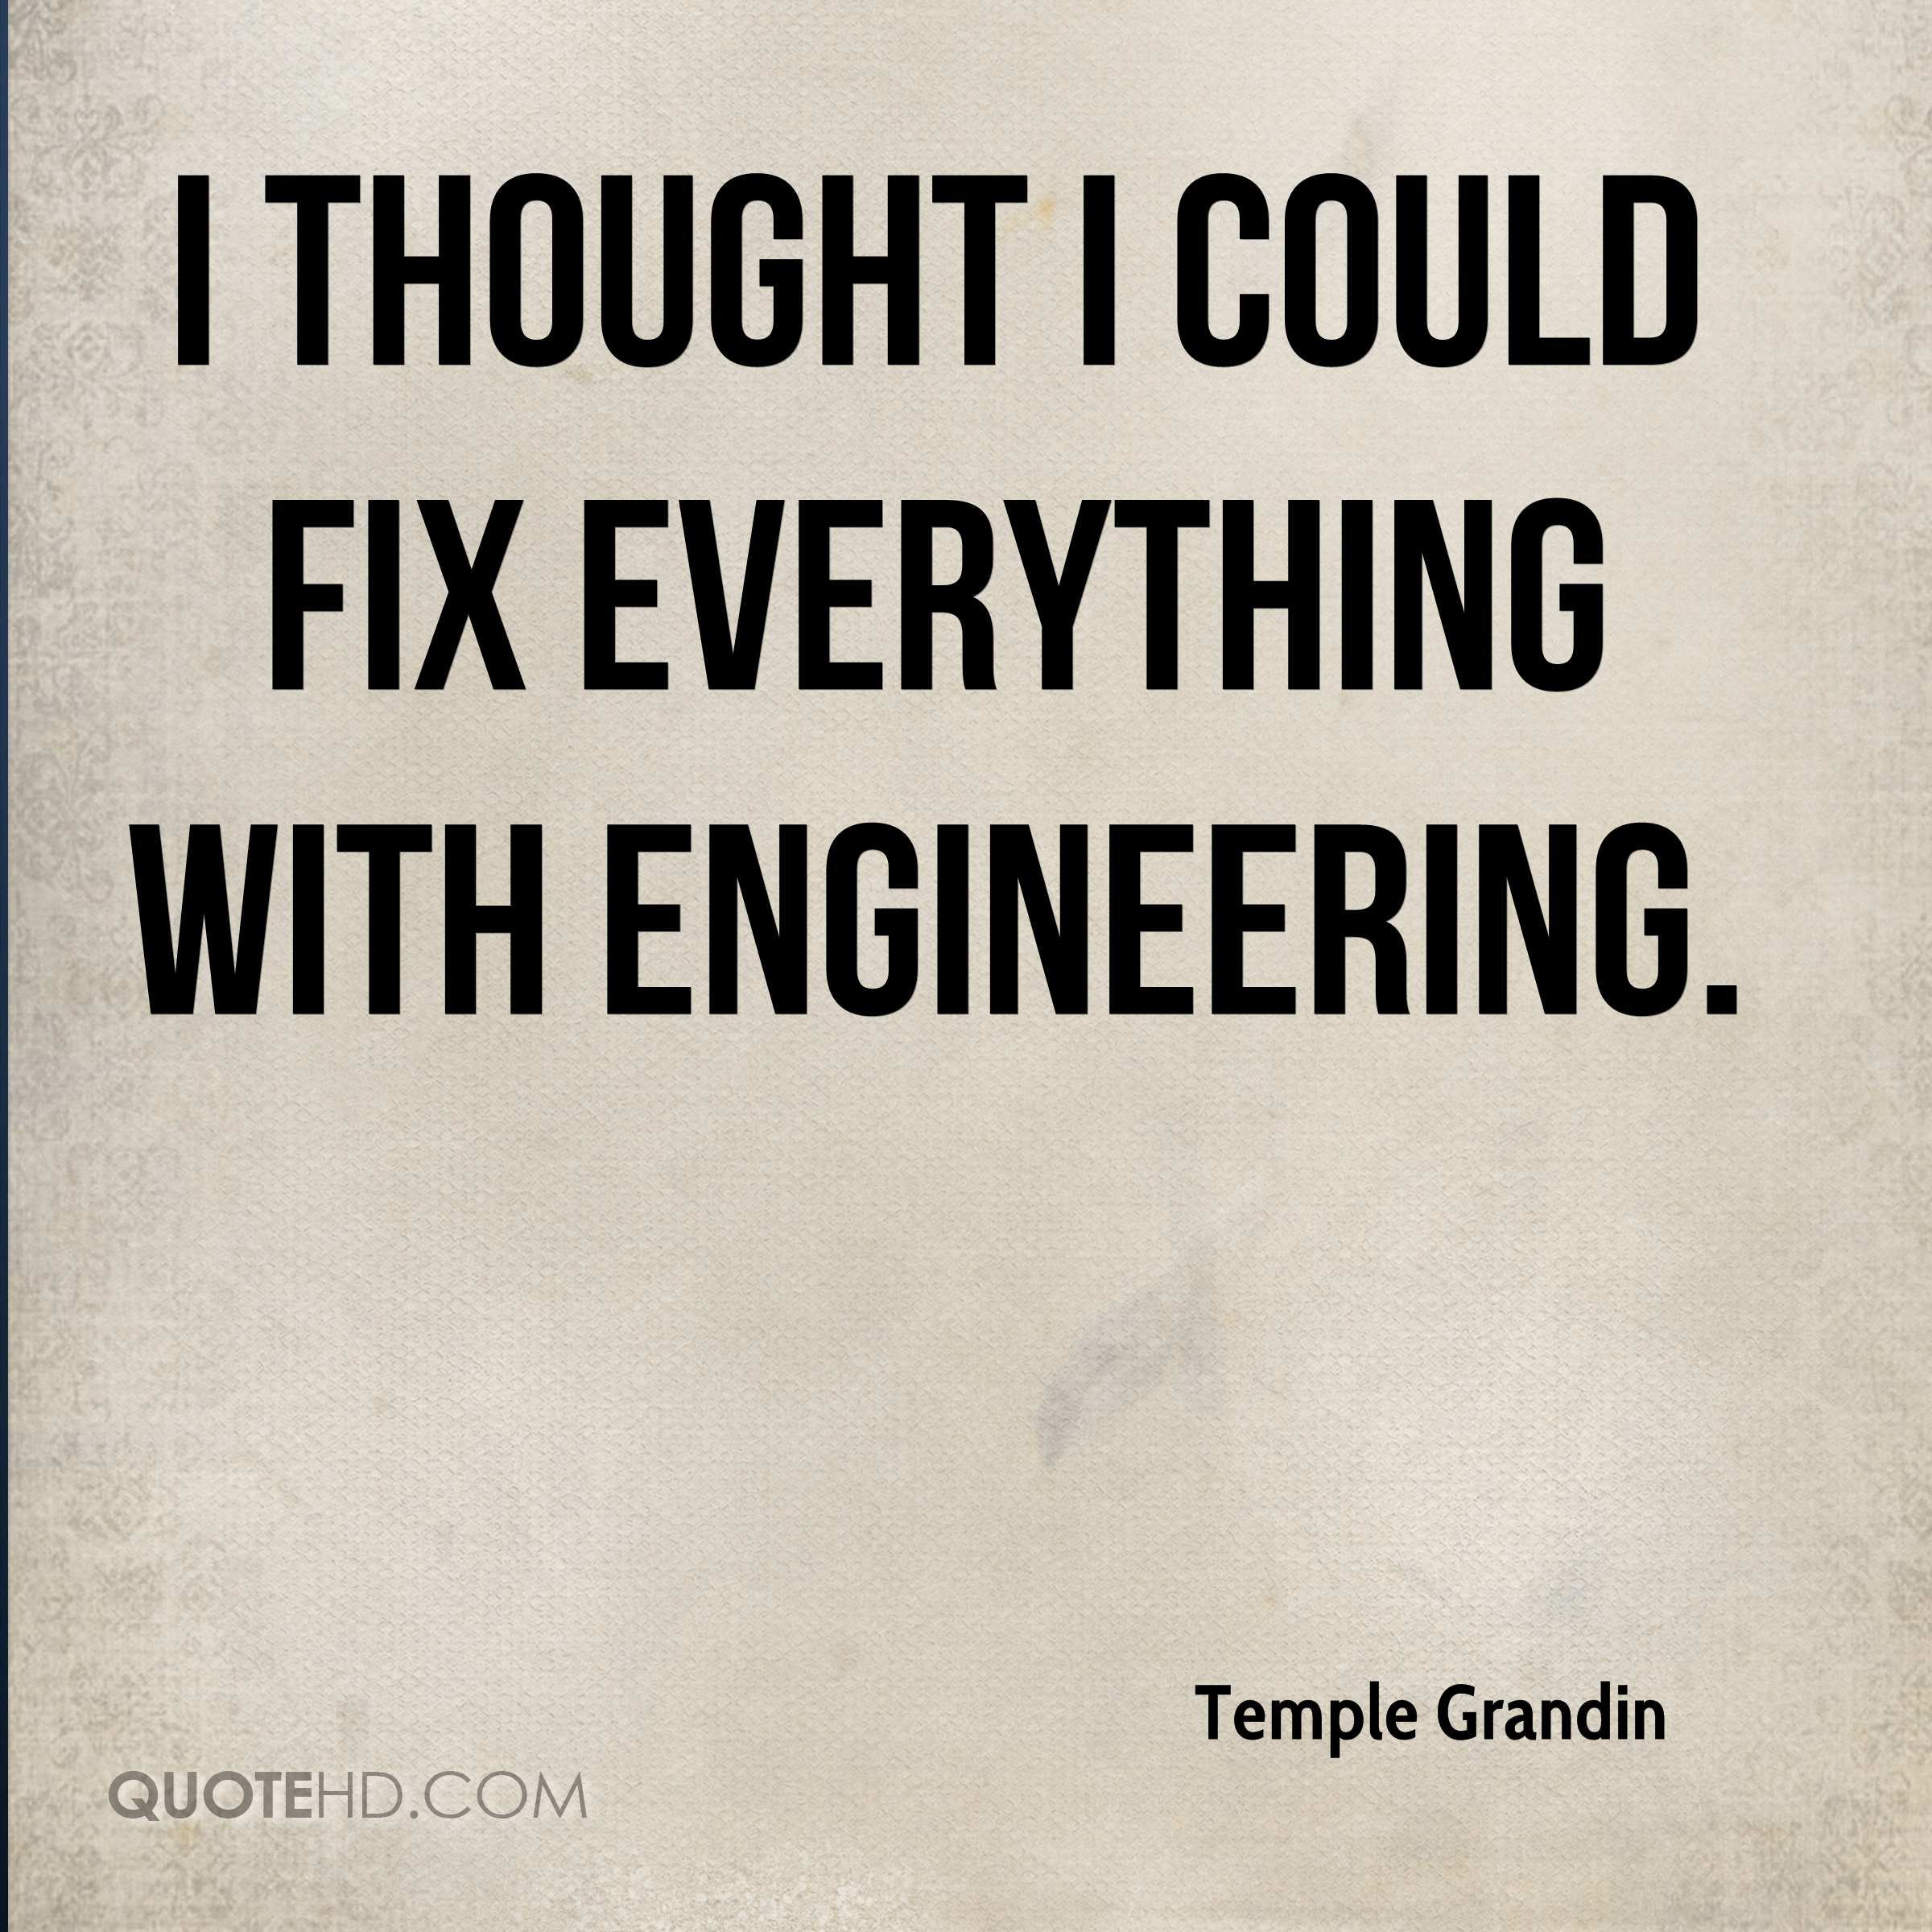 I THOUGHT I COULD
FIX EVERYTHING
WITH ENGINEERING.
Temple Grandin
QUOTEHD.COM